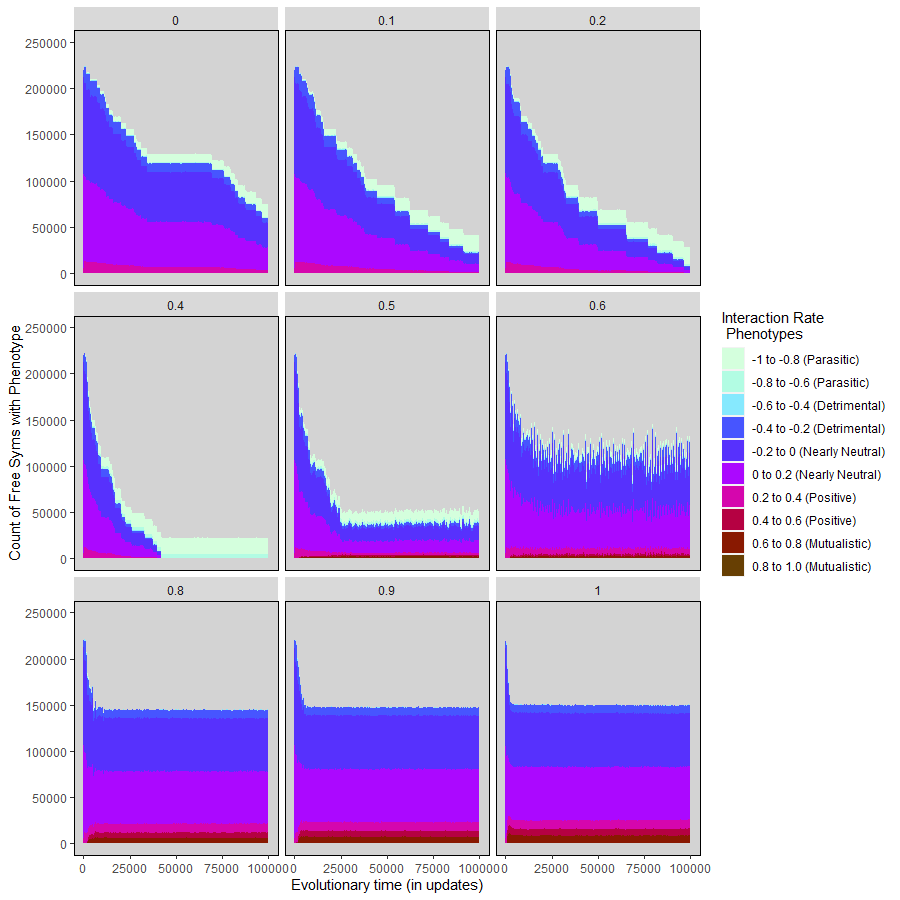 0 0.1 0.2
250000
200000
150000
100000
50000
0
0.4 0.5 0.6
250000
200000
150000
100000
50000
0
0.8 0.9 1
250000
200000
150000
100000
50000
0
0 25000 50000 75000 100000 0 25000 50000 75000 100000 0 25000 50000 75000 100000
Evolutionary time (in updates)
Count of Free Syms with Phenotype
Interaction Rate
Phenotypes
-1 to -0.8 (Parasitic)
-0.8 to -0.6 (Parasitic)
-0.6 to -0.4 (Detrimental)
-0.4 to -0.2 (Detrimental)
-0.2 to 0 (Nearly Neutral)
0 to 0.2 (Nearly Neutral)
0.2 to 0.4 (Positive)
0.4 to 0.6 (Positive)
0.6 to 0.8 (Mutualistic)
0.8 to 1.0 (Mutualistic)